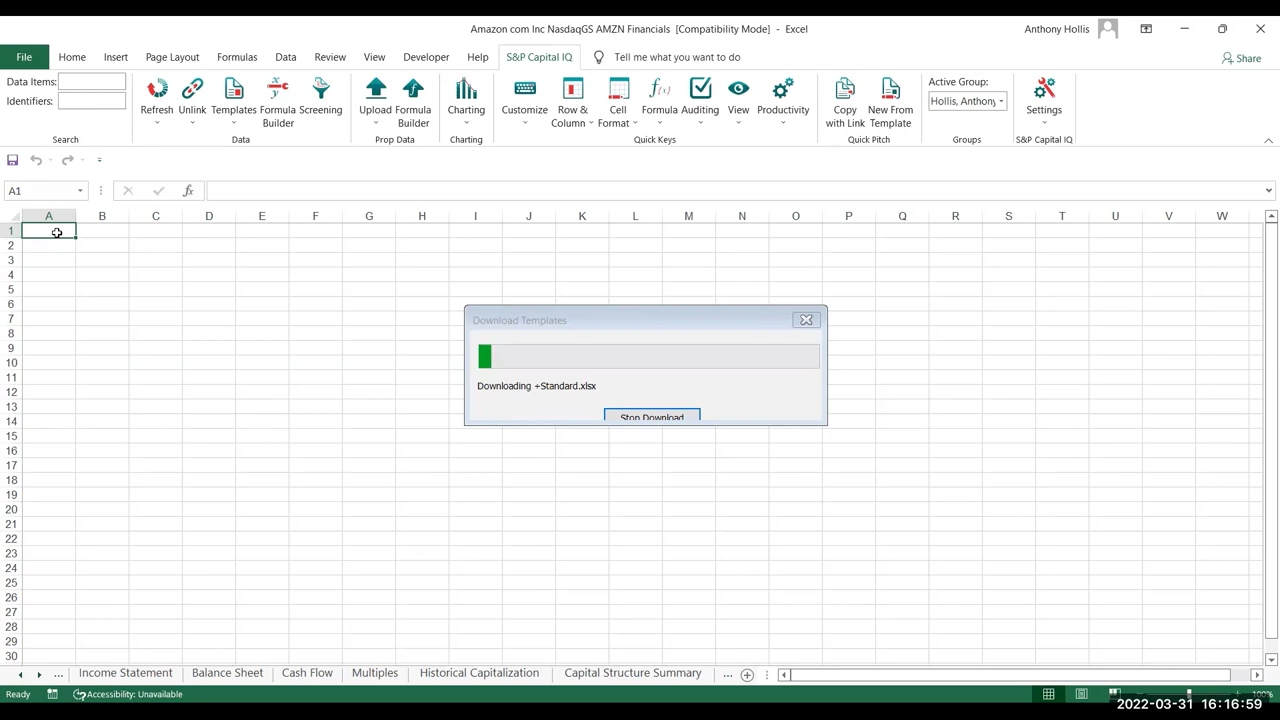 Amazon com Inc NasdaqGS AMZN Financials [Compatibility Mode] - Excel
Anthony Hollis
File Home Insert Page Layout Formulas Data Review View Developer Help S&P Capital IQ Tell me what you want to do Share
Data Items:
Identifiers:
Search
Refresh
Unlink
Templates
Formula Builder
Screening
Data
Upload
Formula Builder
Prop Data
Charting
Charting
Customize
Row & Column
Cell Format
Formula
Auditing
View
Productivity
Quick Keys
Copy with Link
New From Template
Quick Pitch
Active Group:
Hollis, Anthony
Groups
Settings
S&P Capital IQ
A1
fx
A B C D E F G H I J K L M N O P Q R S T U V W
1
2
3
4
5
6
7
8
9
10
11
12
13
14
15
16
17
18
19
20
21
22
23
24
25
26
27
28
29
30
Download Templates
Downloading +Standard.xlsx
Stop Download
... Income Statement Balance Sheet Cash Flow Multiples Historical Capitalization Capital Structure Summary ...
Ready
Accessibility: Unavailable
100%
2022-03-31 16:16:59